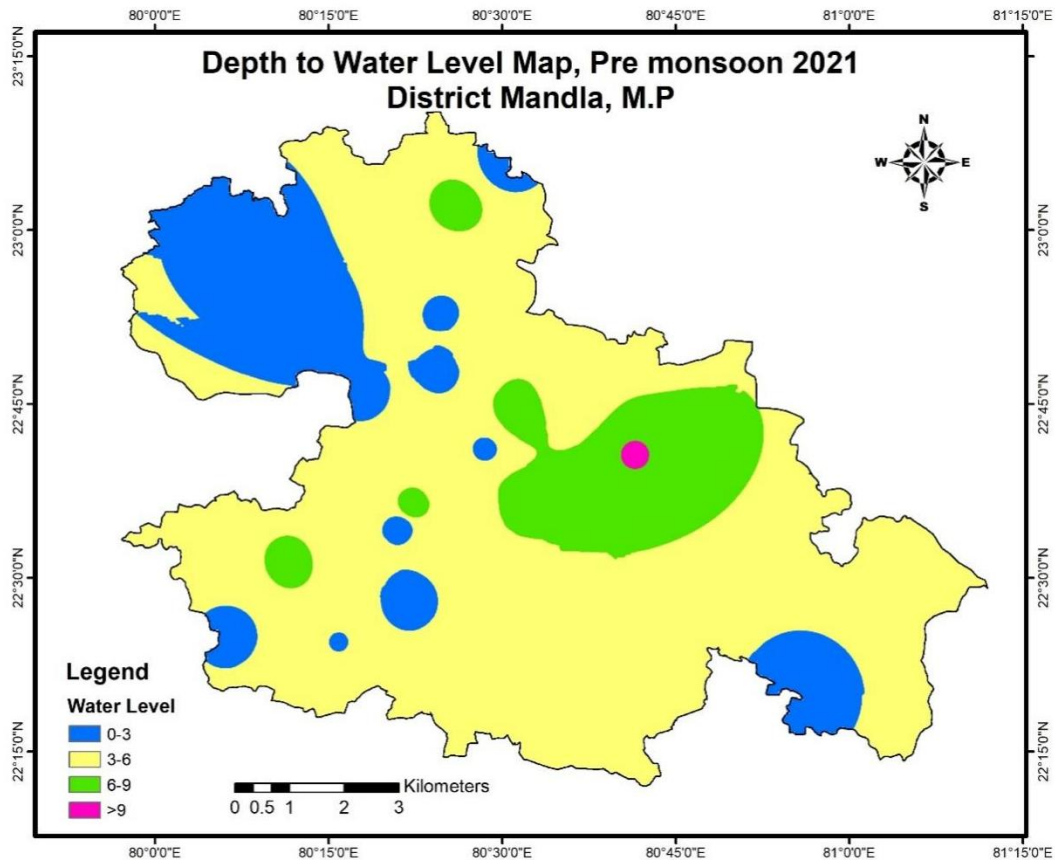 80°0'0"E 80°15'0"E 80°30'0"E 80°45'0"E 81°0'0"E 81°15'0"E
Depth to Water Level Map, Pre monsoon 2021
District Mandla, M.P
N
W E
S
23°15'0"N 23°15'0"N
23°0'0"N 23°0'0"N
22°45'0"N 22°45'0"N
22°30'0"N 22°30'0"N
22°15'0"N 22°15'0"N
Legend
Water Level
0-3
3-6
6-9
>9
Kilometers
0 0.5 1 2 3
80°0'0"E 80°15'0"E 80°30'0"E 80°45'0"E 81°0'0"E 81°15'0"E